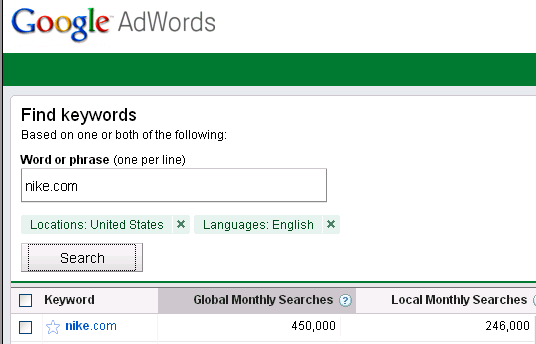 Google AdWords
Find keywords
Based on one or both of the following:
Word or phrase (one per line)
nike.com
Locations: United States × Languages: English ×
Search
Keyword Global Monthly Searches ? Local Monthly Searches
nike.com 450,000 246,000